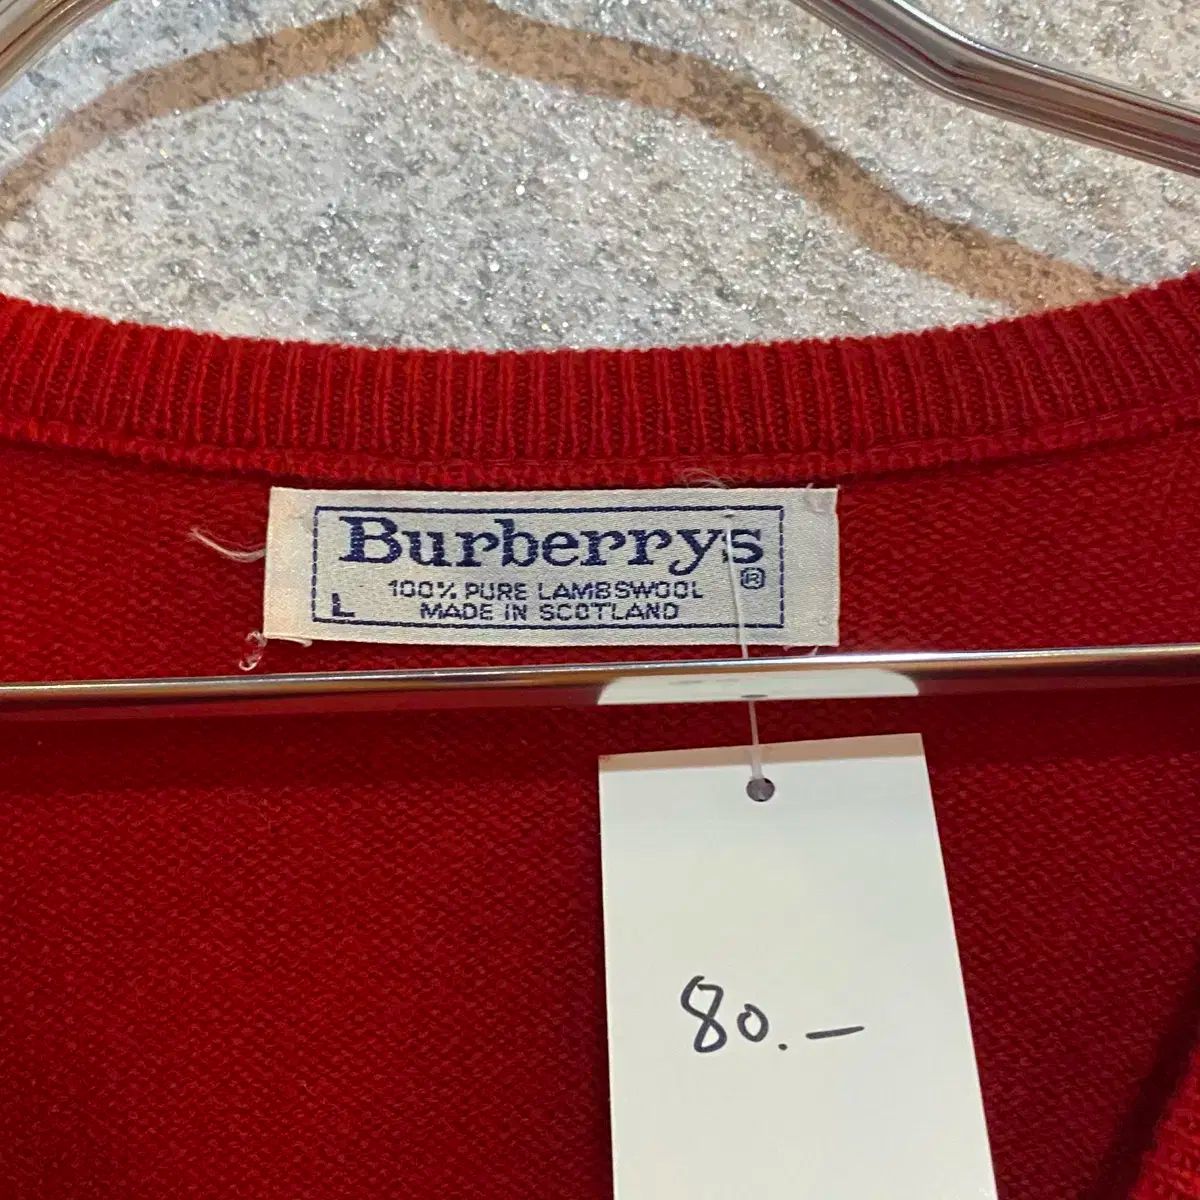 Burberrys
®
100% PURE LAMBSWOOL
L MADE IN SCOTLAND
80.—